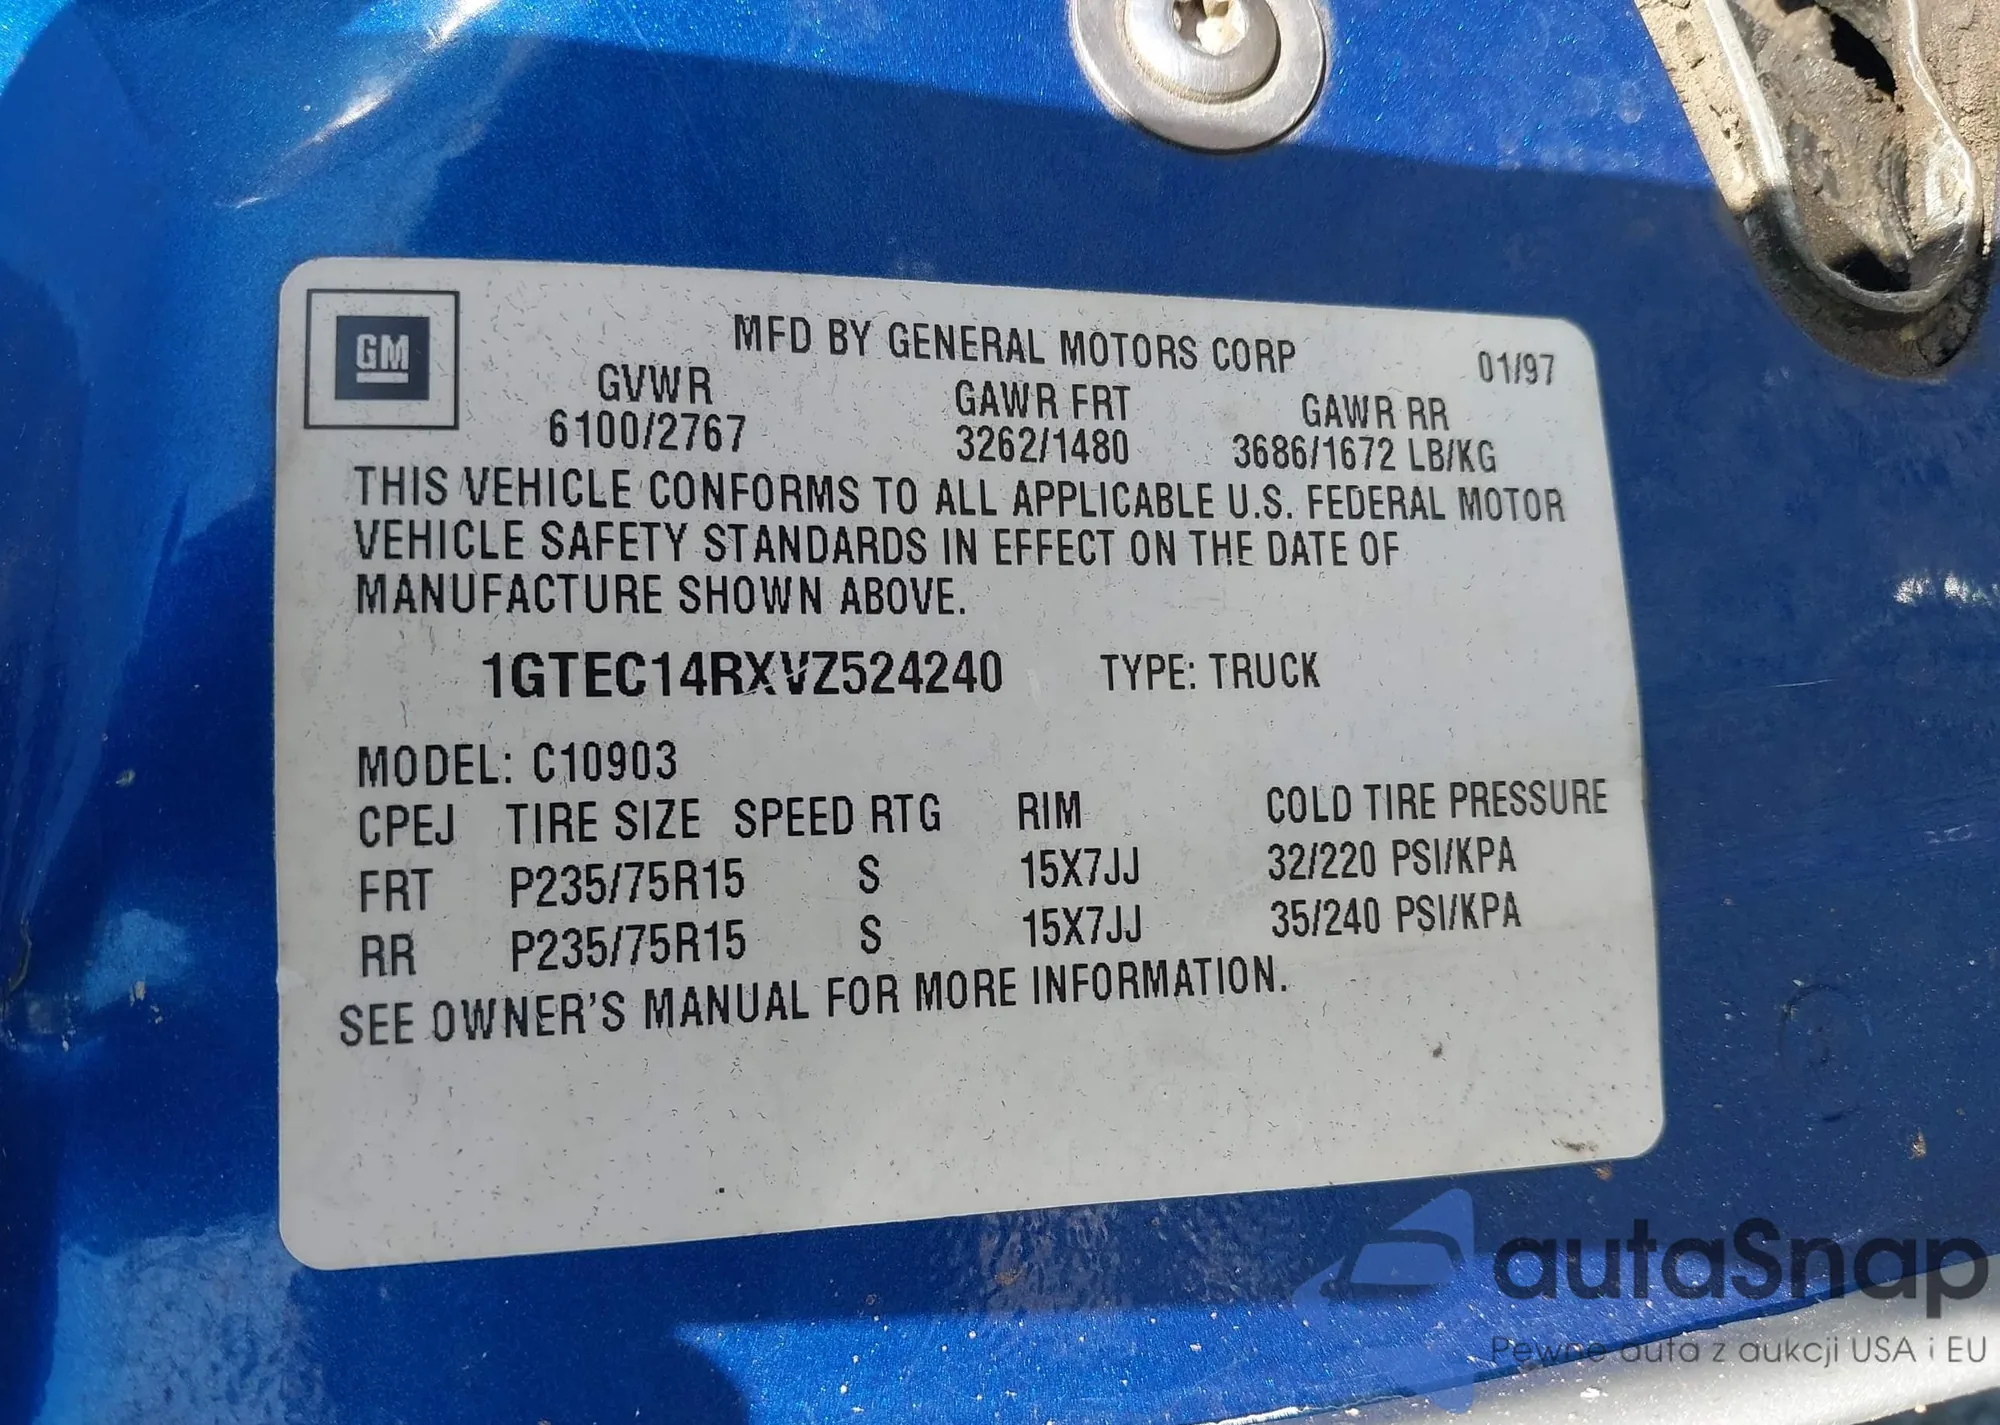 GM
MFD BY GENERAL MOTORS CORP 01/97
GVWR GAWR FRT GAWR RR
6100/2767 3262/1480 3686/1672 LB/KG
THIS VEHICLE CONFORMS TO ALL APPLICABLE U.S. FEDERAL MOTOR
VEHICLE SAFETY STANDARDS IN EFFECT ON THE DATE OF
MANUFACTURE SHOWN ABOVE.
1GTEC14RXVZ524240 TYPE: TRUCK
MODEL: C10903
CPEJ TIRE SIZE SPEED RTG RIM COLD TIRE PRESSURE
FRT P235/75R15 S 15X7JJ 32/220 PSI/KPA
RR P235/75R15 S 15X7JJ 35/240 PSI/KPA
SEE OWNER'S MANUAL FOR MORE INFORMATION.
autaSnap
Pewne auta z aukcji USA i EU